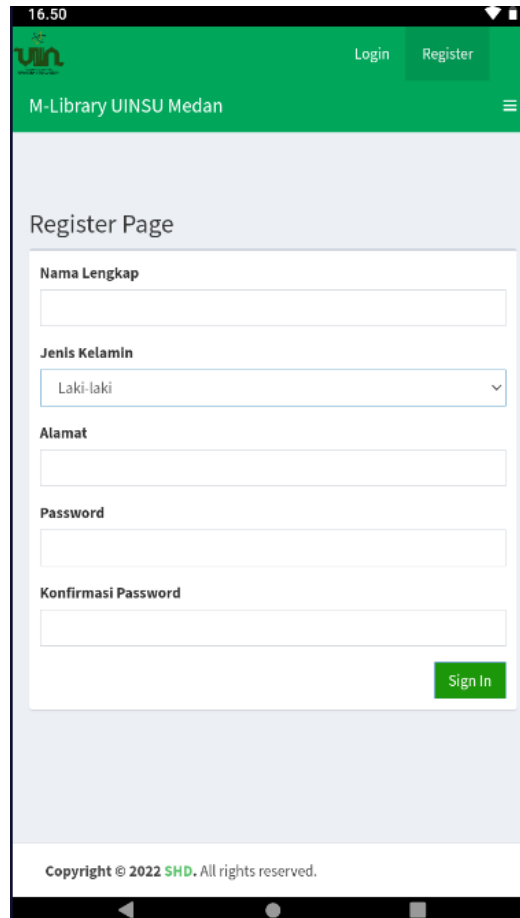 16.50
UIN
Login Register
M-Library UINSU Medan
Register Page
Nama Lengkap
Jenis Kelamin
Laki-laki
Alamat
Password
Konfirmasi Password
Sign In
Copyright © 2022 SHD. All rights reserved.